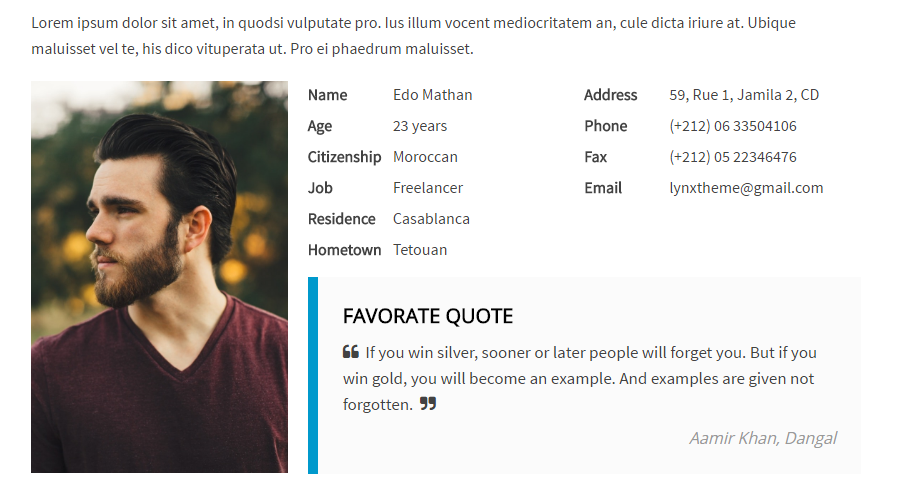 Lorem ipsum dolor sit amet, in quodsi vulputate pro. Ius illum vocent mediocritatem an, cule dicta iriure at. Ubique
maluisset vel te, his dico vituperata ut. Pro ei phaedrum maluisset.
Name Edo Mathan
Age 23 years
Citizenship Moroccan
Job Freelancer
Residence Casablanca
Hometown Tetouan
Address 59, Rue 1, Jamila 2, CD
Phone (+212) 06 33504106
Fax (+212) 05 22346476
Email lynxtheme@gmail.com
FAVORATE QUOTE
❝ If you win silver, sooner or later people will forget you. But if you
win gold, you will become an example. And examples are given not
forgotten. ❞
Aamir Khan, Dangal